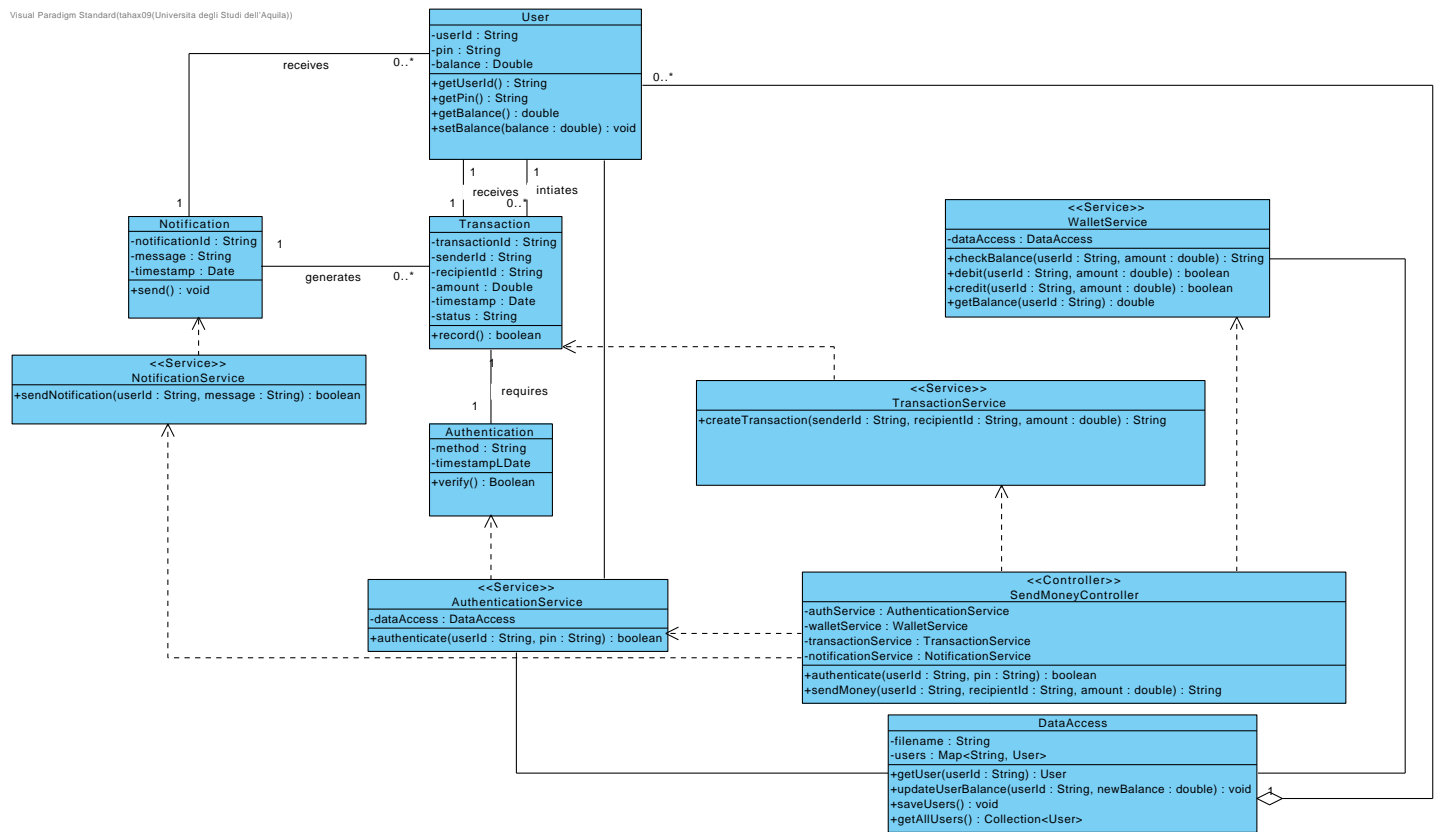 Visual Paradigm Standard(tahax09(Universita degli Studi dell'Aquila))
User
-userId : String
-pin : String
-balance : Double
+getUserId() : String
+getPin() : String
+getBalance() : double
+setBalance(balance : double) : void
receives
0..*
0..*
1
1
1
receives
intiates
1
0..*
Notification
-notificationId : String
-message : String
-timestamp : Date
+send() : void
1
generates
0..*
Transaction
-transactionId : String
-senderId : String
-recipientId : String
-amount : Double
-timestamp : Date
-status : String
+record() : boolean
<<Service>>
WalletService
-dataAccess : DataAccess
+checkBalance(userId : String, amount : double) : String
+debit(userId : String, amount : double) : boolean
+credit(userId : String, amount : double) : boolean
+getBalance(userId : String) : double
<<Service>>
NotificationService
+sendNotification(userId : String, message : String) : boolean
1
requires
1
<<Service>>
TransactionService
+createTransaction(senderId : String, recipientId : String, amount : double) : String
Authentication
-method : String
-timestampLDate
+verify() : Boolean
<<Service>>
AuthenticationService
-dataAccess : DataAccess
+authenticate(userId : String, pin : String) : boolean
<<Controller>>
SendMoneyController
-authService : AuthenticationService
-walletService : WalletService
-transactionService : TransactionService
-notificationService : NotificationService
+authenticate(userId : String, pin : String) : boolean
+sendMoney(userId : String, recipientId : String, amount : double) : String
DataAccess
-filename : String
-users : Map<String, User>
+getUser(userId : String) : User
+updateUserBalance(userId : String, newBalance : double) : void
+saveUsers() : void
+getAllUsers() : Collection<User>
1